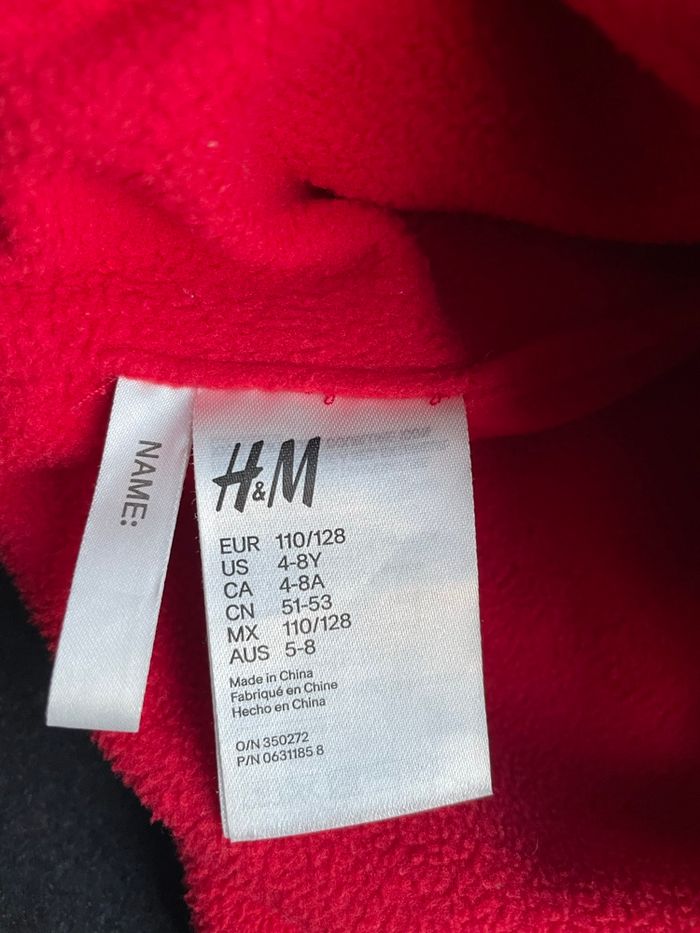 NAME:
H&M
EUR 110/128
US 4-8Y
CA 4-8A
CN 51-53
MX 110/128
AUS 5-8
Made in China
Fabriqué en Chine
Hecho en China
O/N 350272
P/N 0631185 8